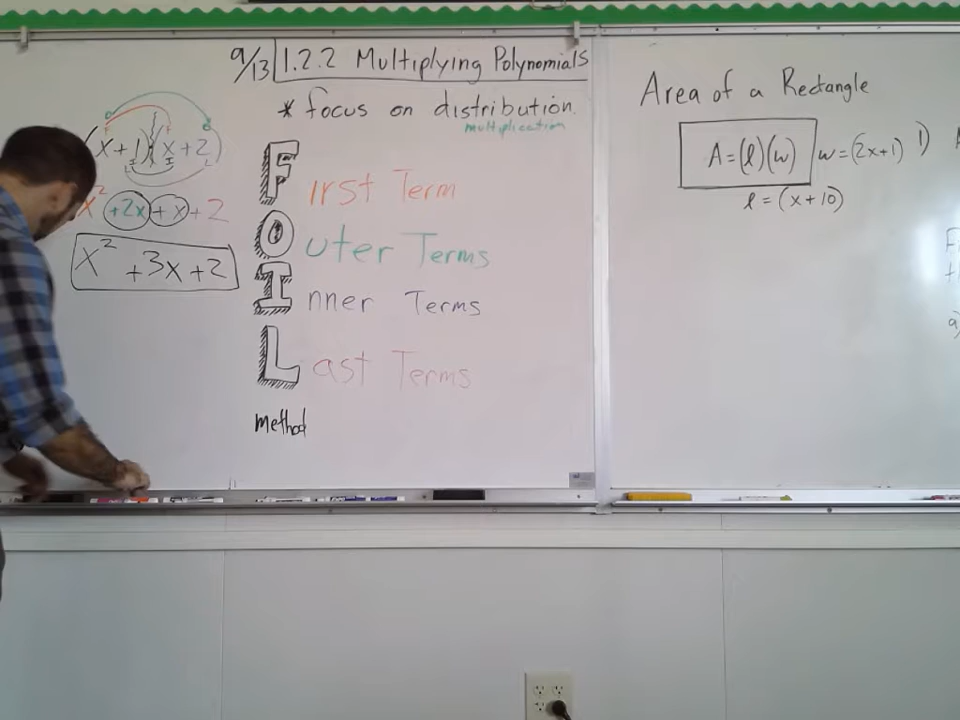 9/13 1.2.2 Multiplying Polynomials
* focus on distribution.
multiplication
(x+1)(x+2)
x² +2x +x +2
x² +3x+2
First Term
Outer Terms
Inner Terms
Last Terms
method
Area of a Rectangle
A=(l)(w) w=(2x+1)
l=(x+10)
1)
a)